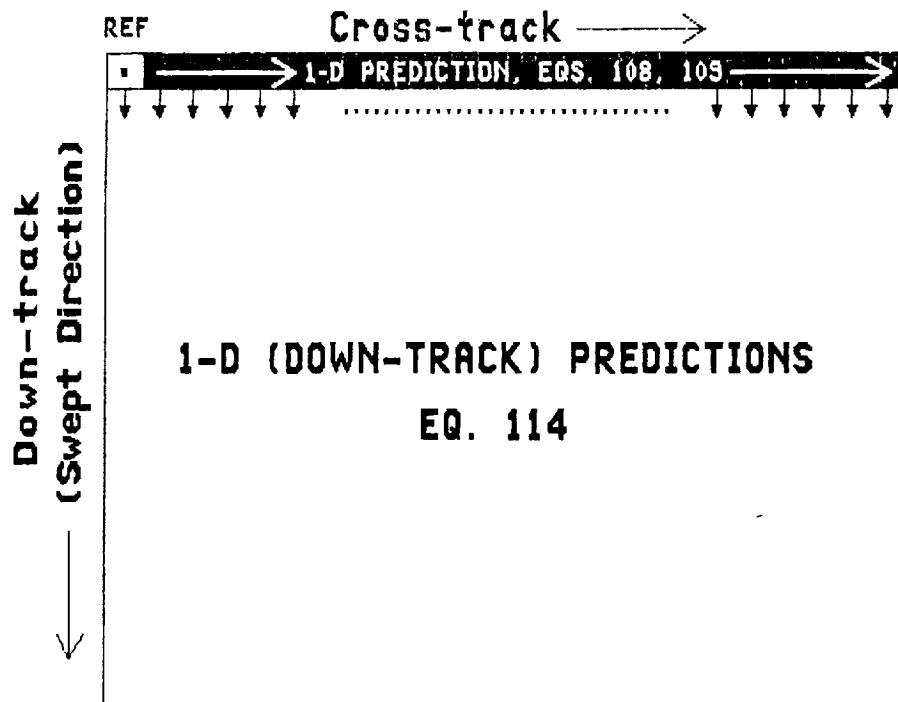 REF
Cross-track
1-D PREDICTION, EQS. 108, 109
Down-track
(Swept Direction)
1-D (DOWN-TRACK) PREDICTIONS
EQ. 114